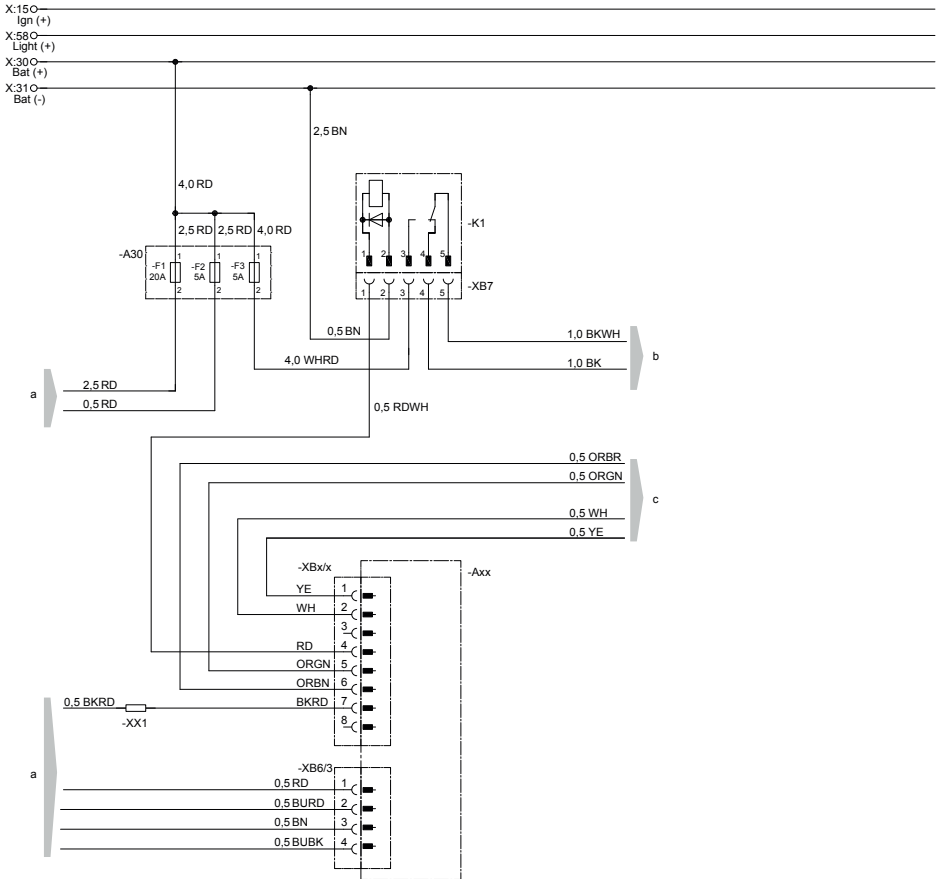 X:15
Ign (+)
X:58
Light (+)
X:30
Bat (+)
X:31
Bat (-)
2,5 BN
4,0 RD
2,5 RD 2,5 RD 4,0 RD
-K1
-A30
1 1 1
-F1 -F2 -F3
20A 5A 5A
2 2 2
1 2 3 4 5
-XB7
1 2 3 4 5
0,5 BN
1,0 BKWH
4,0 WHRD
1,0 BK
b
a
2,5 RD
0,5 RD
0,5 RDWH
0,5 ORBR
0,5 ORGN
c
0,5 WH
0,5 YE
-XBx/x
-Axx
YE 1
WH 2
3
RD 4
ORGN 5
ORBN 6
0,5 BKRD
BKRD 7
-XX1
8
a
-XB6/3
0,5 RD 1
0,5 BURD 2
0,5 BN 3
0,5 BUBK 4